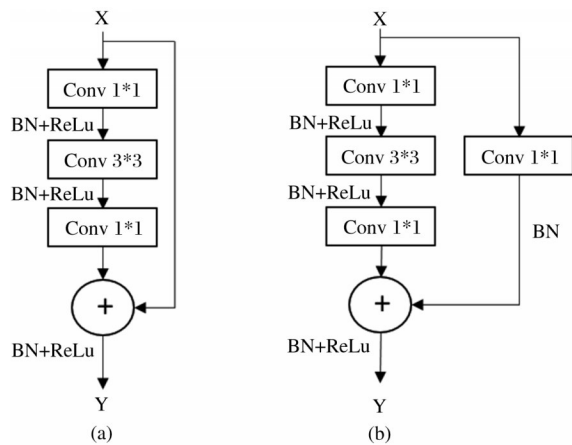 X
Conv 1*1
BN+ReLu
Conv 3*3
BN+ReLu
Conv 1*1
+
BN+ReLu
Y
(a)
X
Conv 1*1
BN+ReLu
Conv 3*3
Conv 1*1
BN+ReLu
Conv 1*1
BN
+
BN+ReLu
Y
(b)